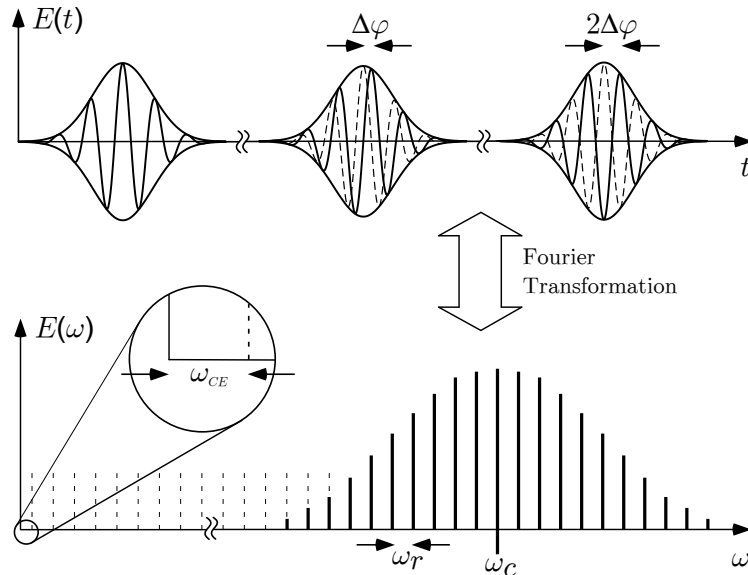 E(t)
Δφ
2Δφ
t
Fourier
Transformation
E(ω)
ω_CE
ω_r
ω_c
ω